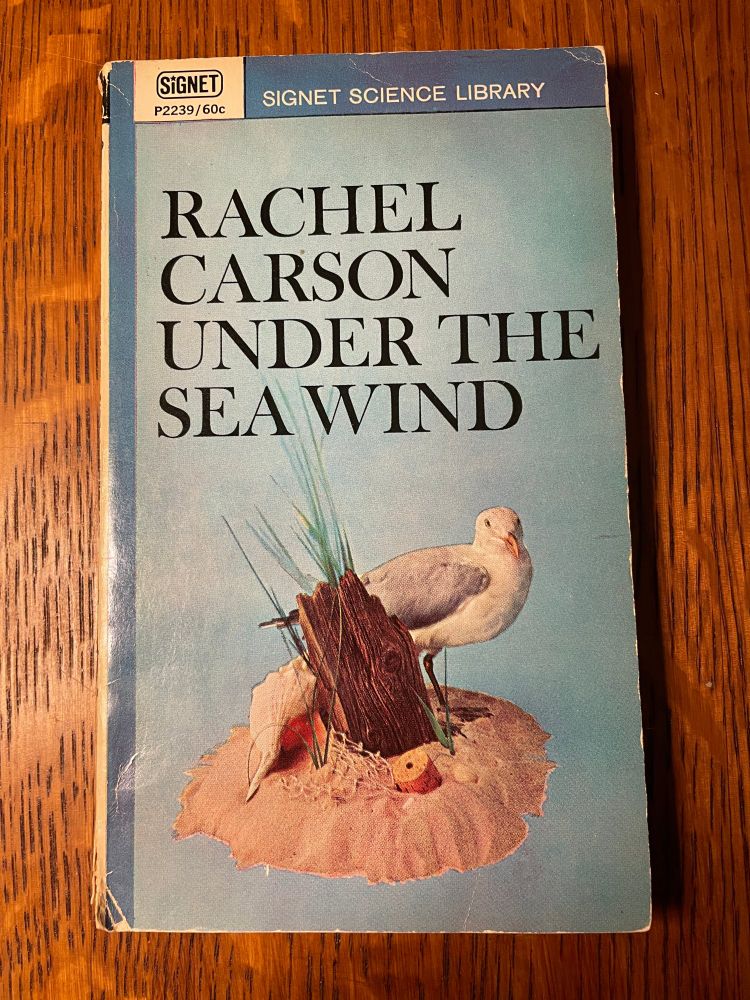 SIGNET
P2239/60c
SIGNET SCIENCE LIBRARY
RACHEL
CARSON
UNDER THE
SEA WIND